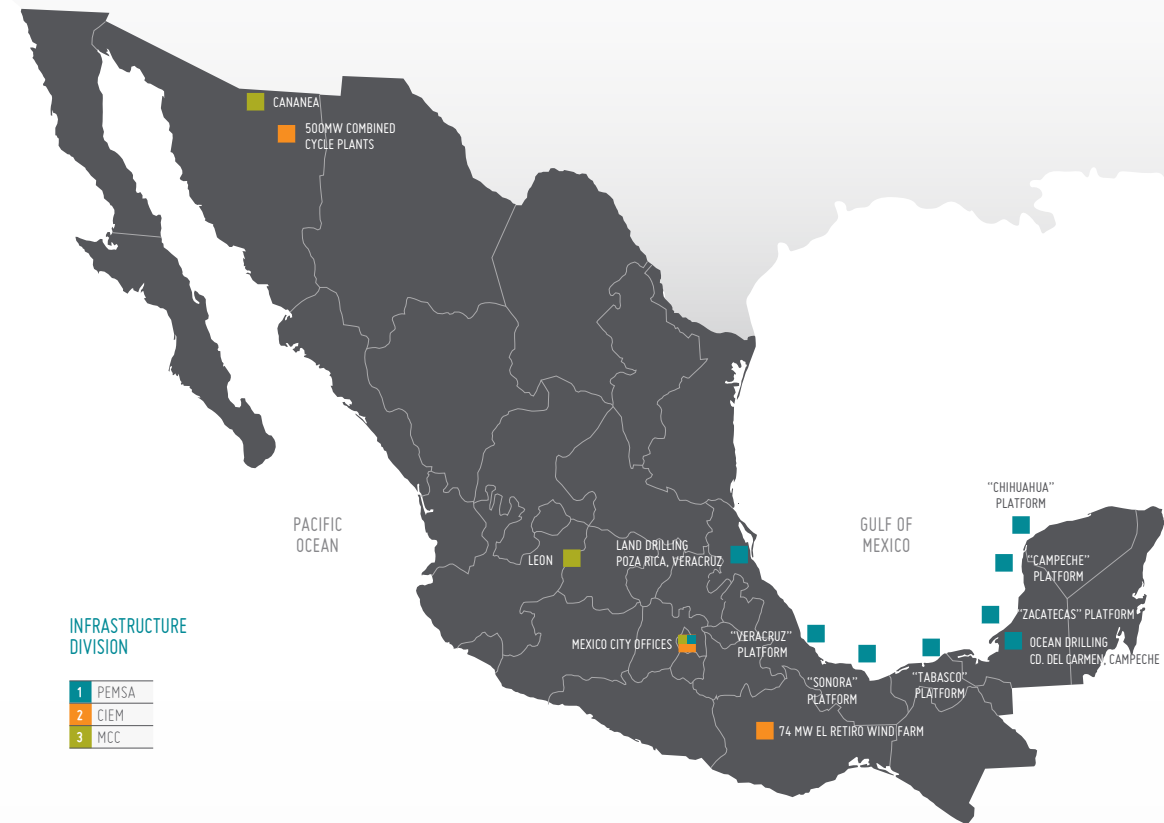 CANANEA
500MW COMBINED
CYCLE PLANTS
"CHIHUAHUA"
PLATFORM
PACIFIC
OCEAN
GULF OF
MEXICO
LAND DRILLING
POZA RICA, VERACRUZ
LEON
"CAMPECHE"
PLATFORM
"ZACATECAS" PLATFORM
INFRASTRUCTURE
DIVISION
MEXICO CITY OFFICES
"VERACRUZ"
PLATFORM
OCEAN DRILLING
CD. DEL CARMEN, CAMPECHE
"SONORA"
PLATFORM
"TABASCO"
PLATFORM
1 PEMSA
2 CIEM
3 MCC
74 MW EL RETIRO WIND FARM